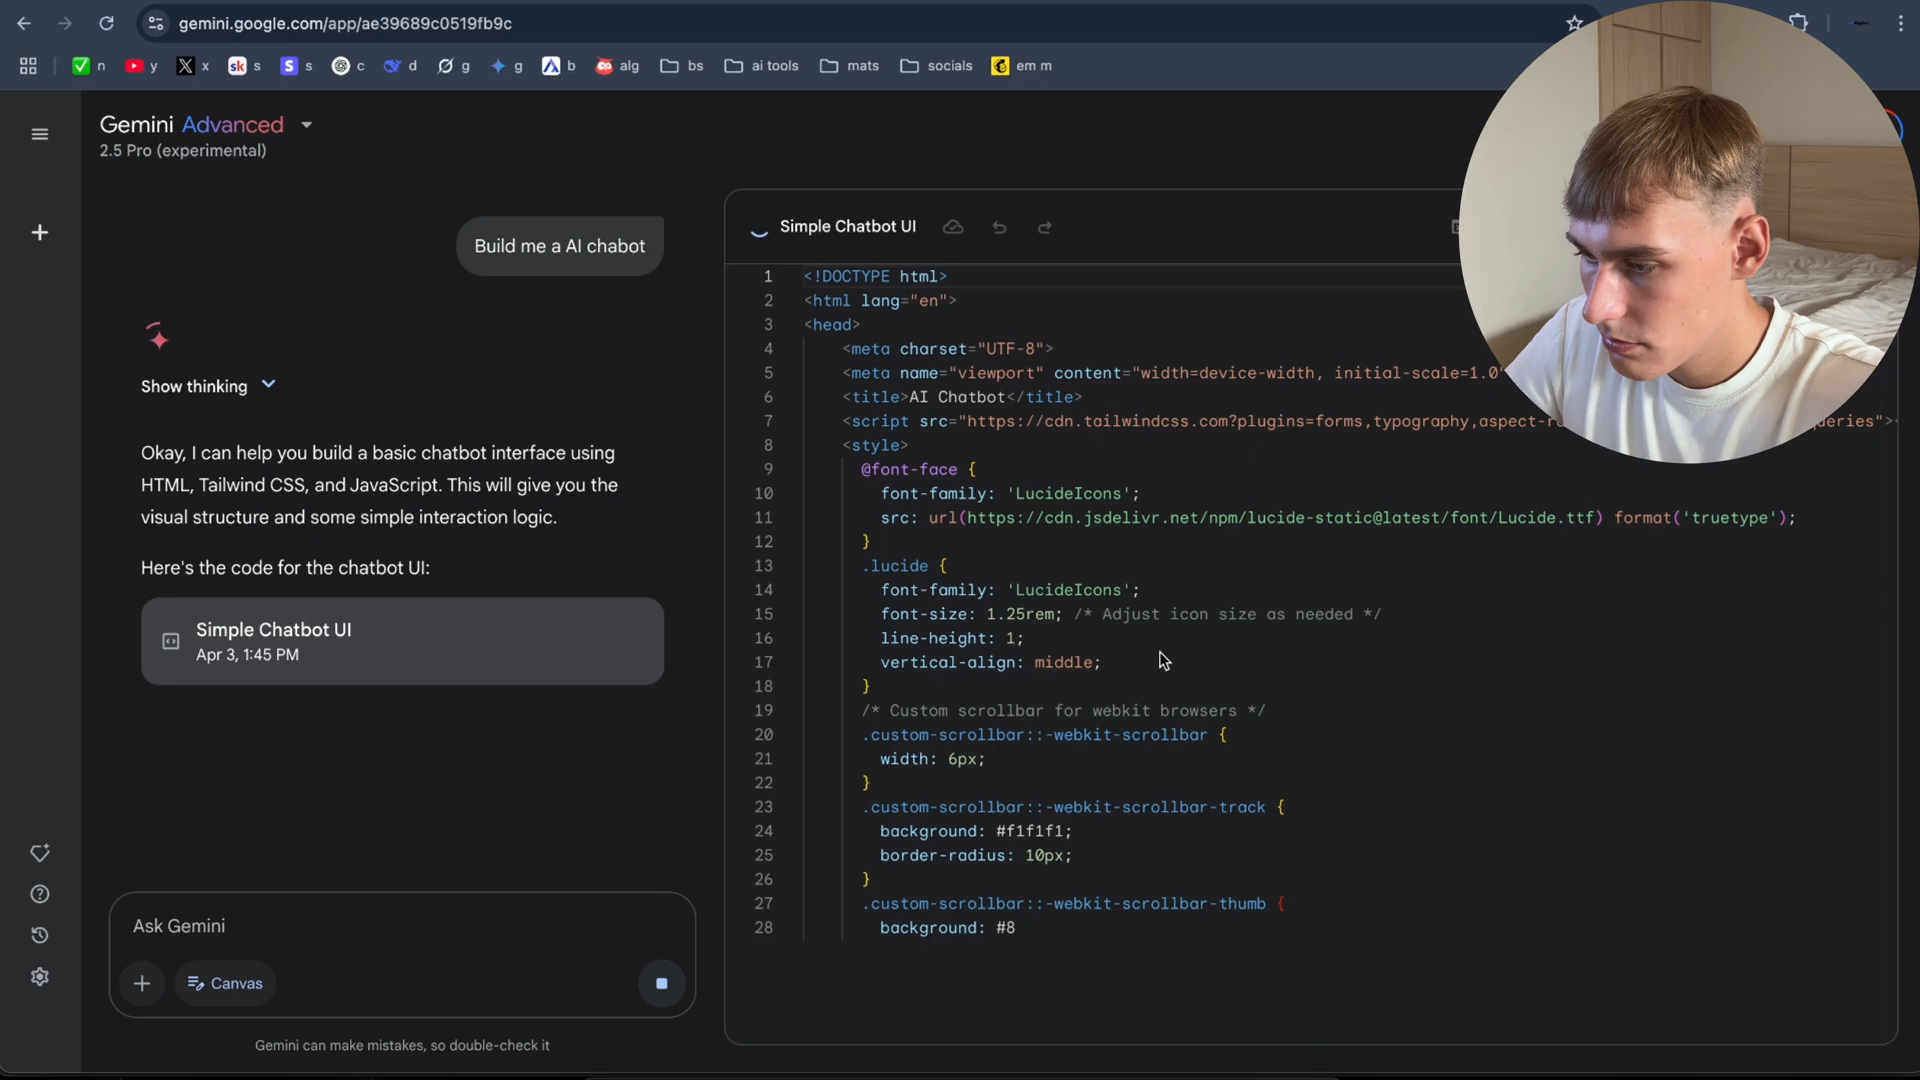 gemini.google.com/app/ae39689c0519fb9c
n
y
x
sk s
S s
c
d
g
g
b
alg
bs
ai tools
mats
socials
em m
Gemini Advanced
2.5 Pro (experimental)
Build me a AI chabot
Show thinking
Okay, I can help you build a basic chatbot interface using
HTML, Tailwind CSS, and JavaScript. This will give you the
visual structure and some simple interaction logic.
Here's the code for the chatbot UI:
Simple Chatbot UI
Apr 3, 1:45 PM
Ask Gemini
Canvas
Gemini can make mistakes, so double-check it
Simple Chatbot UI
1 <!DOCTYPE html>
2 <html lang="en">
3 <head>
4 <meta charset="UTF-8">
5 <meta name="viewport" content="width=device-width, initial-scale=1.0"
6 <title>AI Chatbot</title>
7 <script src="https://cdn.tailwindcss.com?plugins=forms,typography,aspect-r ueries">
8 <style>
9 @font-face {
10 font-family: 'LucideIcons';
11 src: url(https://cdn.jsdelivr.net/npm/lucide-static@latest/font/Lucide.ttf) format('truetype');
12 }
13 .lucide {
14 font-family: 'LucideIcons';
15 font-size: 1.25rem; /* Adjust icon size as needed */
16 line-height: 1;
17 vertical-align: middle;
18 }
19 /* Custom scrollbar for webkit browsers */
20 .custom-scrollbar::-webkit-scrollbar {
21 width: 6px;
22 }
23 .custom-scrollbar::-webkit-scrollbar-track {
24 background: #f1f1f1;
25 border-radius: 10px;
26 }
27 .custom-scrollbar::-webkit-scrollbar-thumb {
28 background: #8